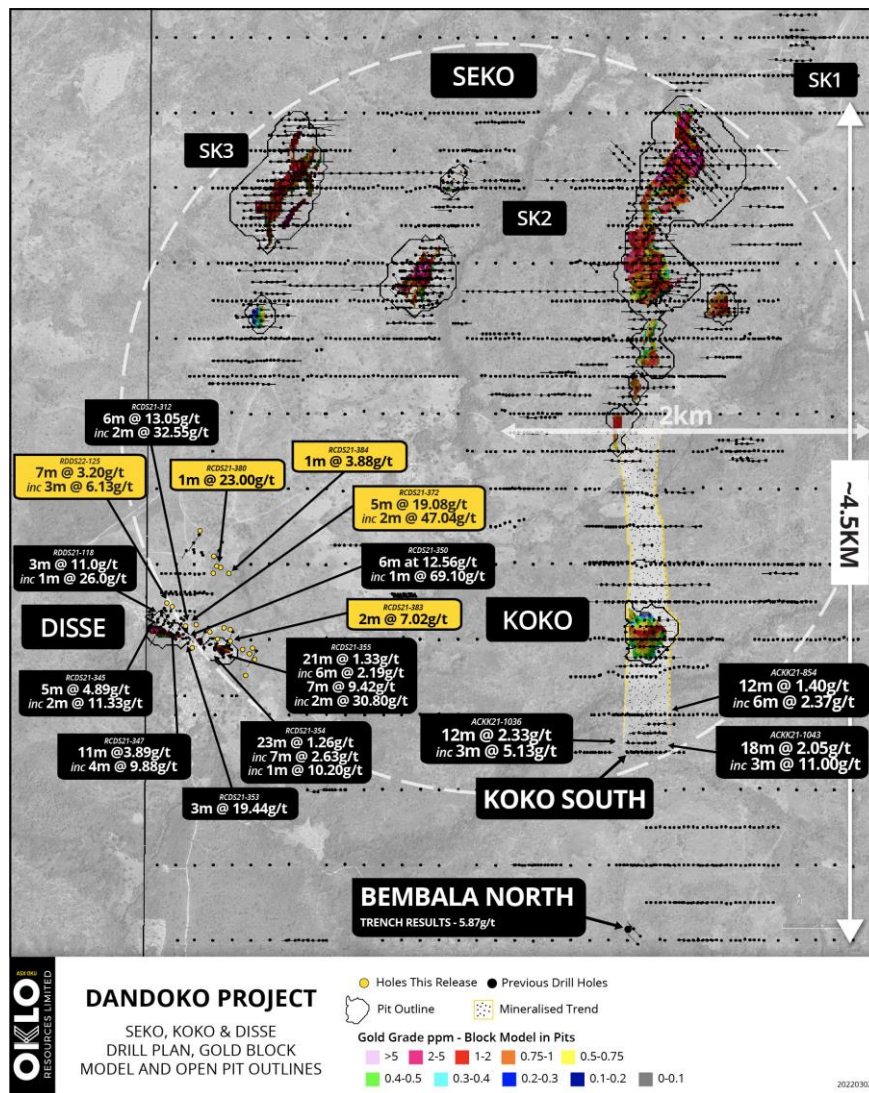 SEKO
SK1
SK3
SK2
2km
~4.5KM
RCDS21-312
6m @ 13.05g/t
inc 2m @ 32.55g/t
RCDS21-384
1m @ 3.88g/t
RDDS22-125
7m @ 3.20g/t
inc 3m @ 6.13g/t
RCDS21-380
1m @ 23.00g/t
RCDS21-372
5m @ 19.08g/t
inc 2m @ 47.04g/t
RDDS21-118
3m @ 11.0g/t
inc 1m @ 26.0g/t
RCDS21-350
6m at 12.56g/t
inc 1m @ 69.10g/t
DISSE
KOKO
RCDS21-383
2m @ 7.02g/t
RCDS21-345
5m @ 4.89g/t
inc 2m @ 11.33g/t
RCDS21-355
21m @ 1.33g/t
inc 6m @ 2.19g/t
7m @ 9.42g/t
inc 2m @ 30.80g/t
ACKK21-854
12m @ 1.40g/t
inc 6m @ 2.37g/t
RCDS21-347
11m @3.89g/t
inc 4m @ 9.88g/t
RCDS21-354
23m @ 1.26g/t
inc 7m @ 2.63g/t
inc 1m @ 10.20g/t
ACKK21-1036
12m @ 2.33g/t
inc 3m @ 5.13g/t
ACKK21-1043
18m @ 2.05g/t
inc 3m @ 11.00g/t
RCDS21-353
3m @ 19.44g/t
KOKO SOUTH
BEMBALA NORTH
TRENCH RESULTS - 5.87g/t
ASX OKU
OKLO
RESOURCES LIMITED
DANDOKO PROJECT
SEKO, KOKO & DISSE
DRILL PLAN, GOLD BLOCK
MODEL AND OPEN PIT OUTLINES
Holes This Release
Previous Drill Holes
Pit Outline
Mineralised Trend
Gold Grade ppm - Block Model in Pits
>5 2-5 1-2 0.75-1 0.5-0.75
0.4-0.5 0.3-0.4 0.2-0.3 0.1-0.2 0-0.1